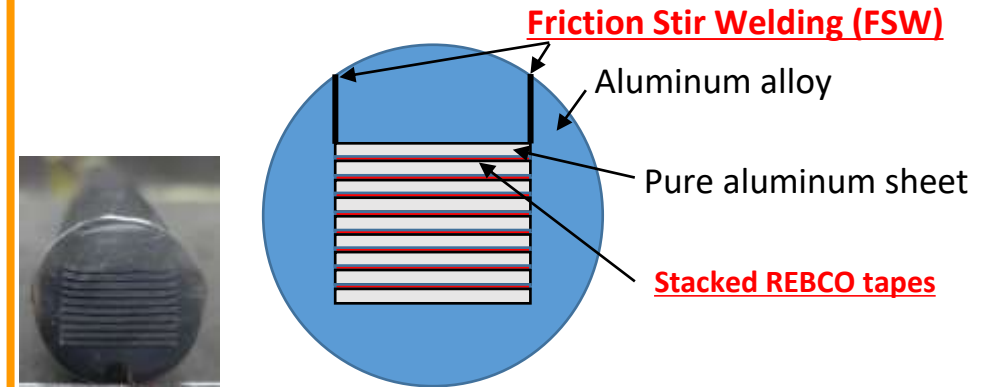 Friction Stir Welding (FSW)
Aluminum alloy
Pure aluminum sheet
Stacked REBCO tapes